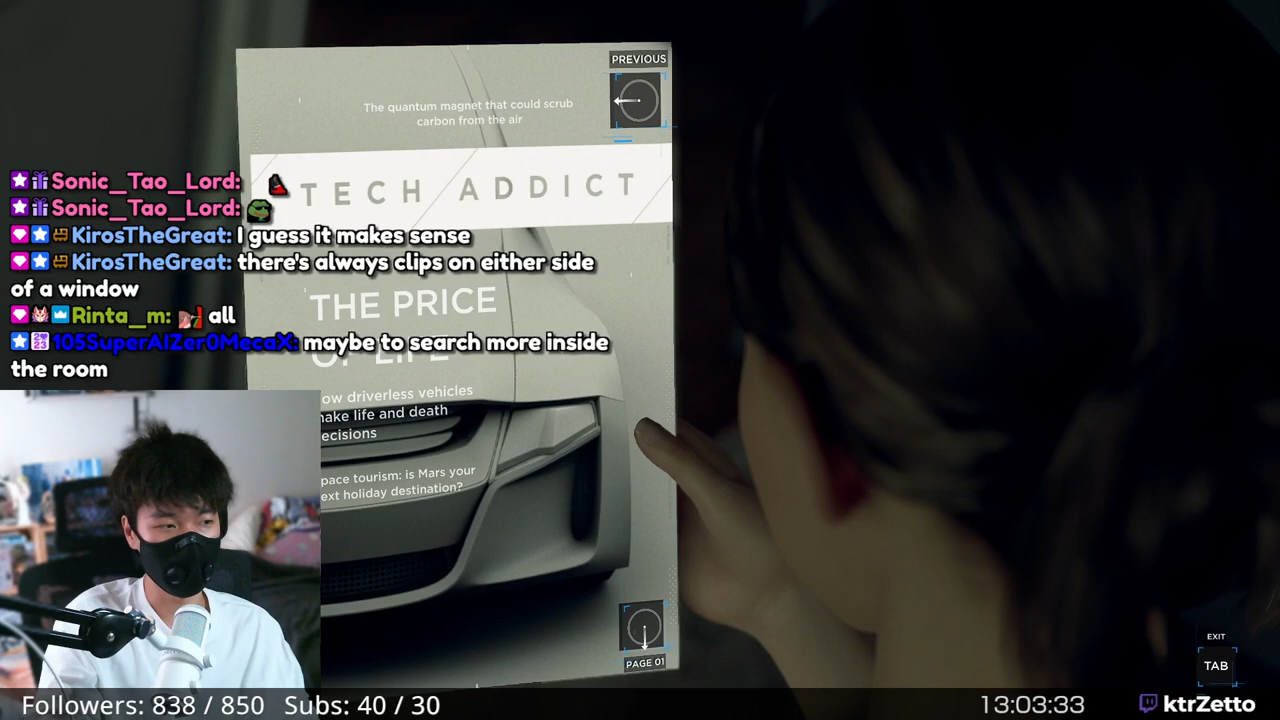 PREVIOUS
The quantum magnet that could scrub
carbon from the air
TECH ADDICT
Sonic_Tao_Lord:
Sonic_Tao_Lord:
KirosTheGreat: I guess it makes sense
KirosTheGreat: there's always clips on either side
of a window
Rinta_m: all
105SuperAIZer0MecaX: maybe to search more inside
the room
THE PRICE
OF LIFE
ow driverless vehicles
ake life and death
ecisions
pace tourism: is Mars your
ext holiday destination?
PAGE 01
EXIT
TAB
Followers: 838 / 850 Subs: 40 / 30
13:03:33
ktrZetto